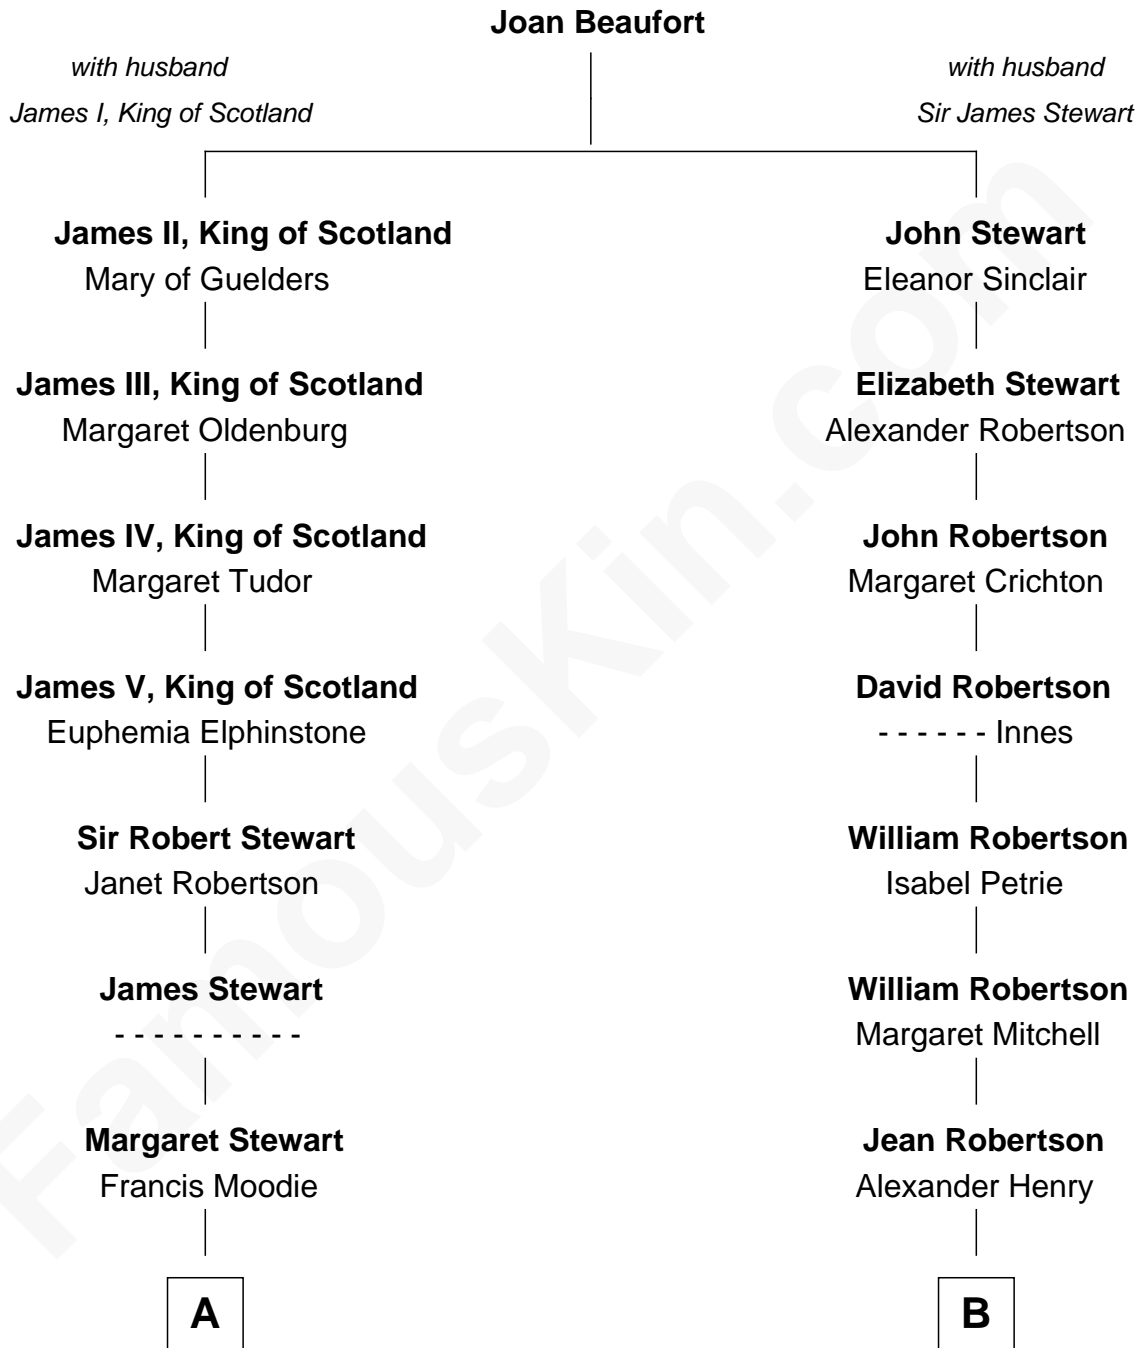 Joan Beaufort
with husband
James I, King of Scotland
with husband
Sir James Stewart
James II, King of Scotland
Mary of Guelders
John Stewart
Eleanor Sinclair
James III, King of Scotland
Margaret Oldenburg
Elizabeth Stewart
Alexander Robertson
James IV, King of Scotland
Margaret Tudor
John Robertson
Margaret Crichton
James V, King of Scotland
Euphemia Elphinstone
David Robertson
- - - - - - Innes
Sir Robert Stewart
Janet Robertson
William Robertson
Isabel Petrie
James Stewart
- - - - - - - - - -
William Robertson
Margaret Mitchell
Margaret Stewart
Francis Moodie
Jean Robertson
Alexander Henry
A
B
FamousKin.com